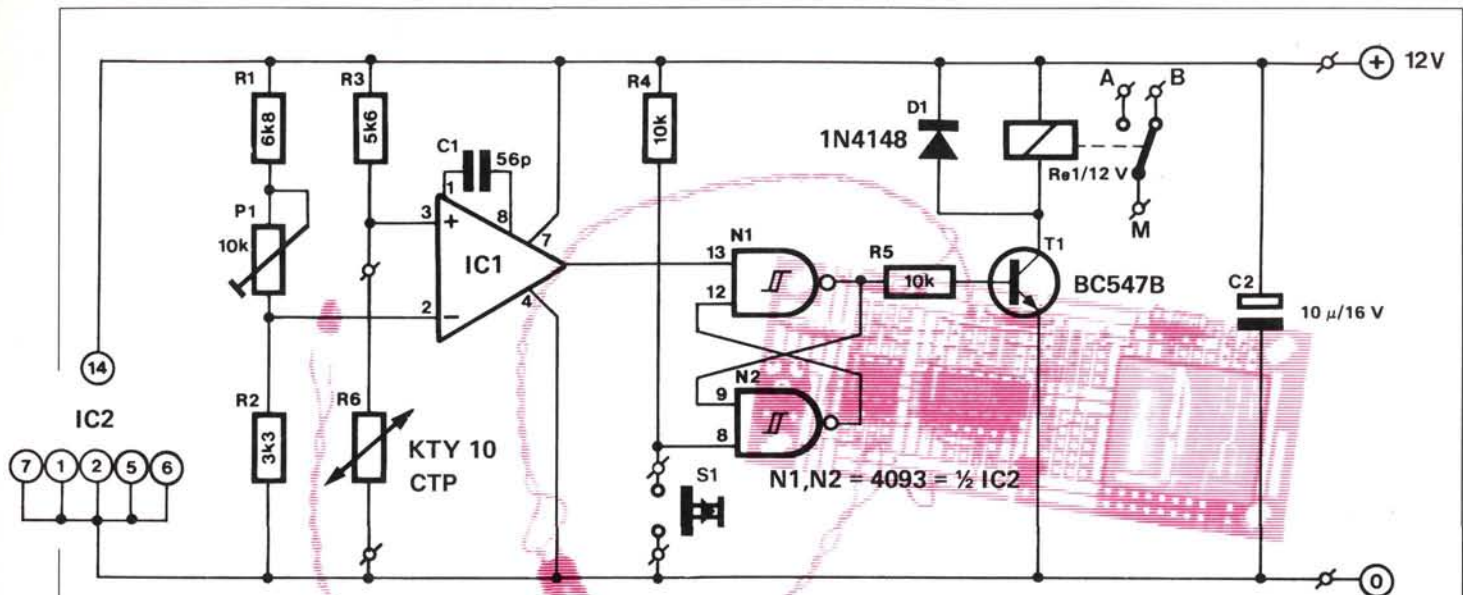 R1
6k8
P1
10k
R2
3k3
R3
5k6
R6
KTY 10
CTP
C1
56p
1
8
3
+
7
IC1
2
−
4
R4
10k
S1
N1
13
12
N2
9
8
N1,N2 = 4093 = ½ IC2
R5
10k
D1
1N4148
Re1/12 V
A
B
M
T1
BC547B
C2
10 µ/16 V
+
12V
0
14
IC2
7
1
2
5
6